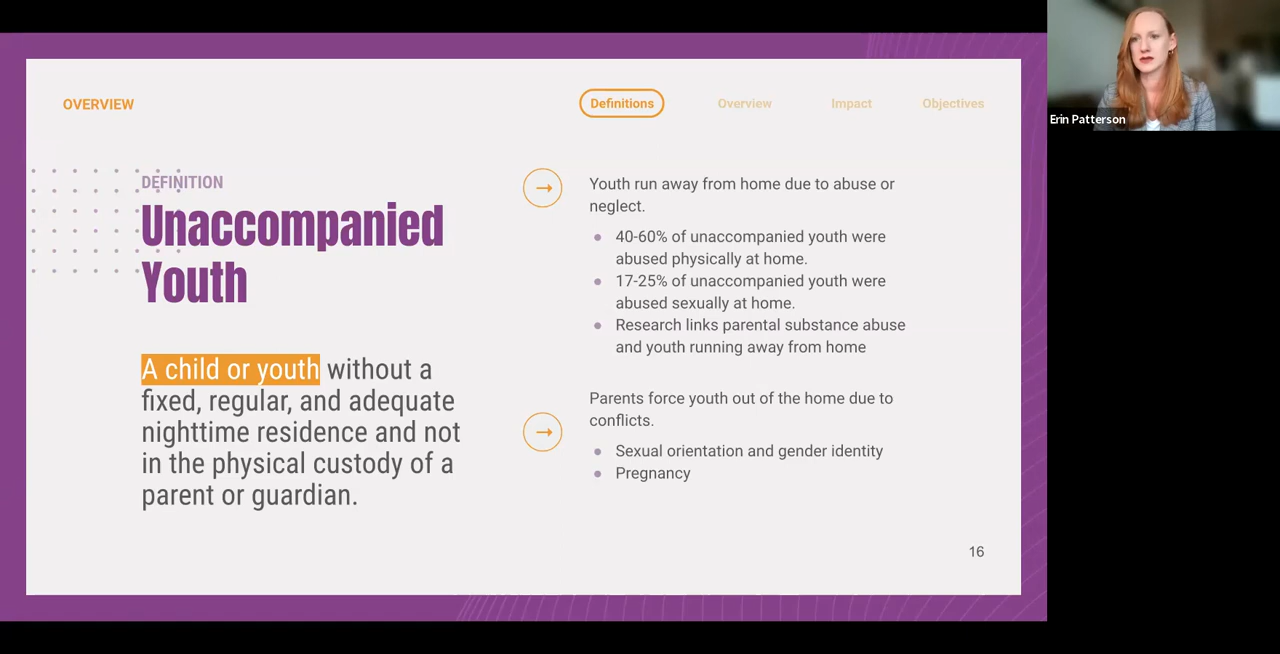 OVERVIEW
Definitions
Overview
Impact
Objectives
DEFINITION
Unaccompanied
Youth
A child or youth without a
fixed, regular, and adequate
nighttime residence and not
in the physical custody of a
parent or guardian.
Youth run away from home due to abuse or
neglect.
40-60% of unaccompanied youth were
abused physically at home.
17-25% of unaccompanied youth were
abused sexually at home.
Research links parental substance abuse
and youth running away from home
Parents force youth out of the home due to
conflicts.
Sexual orientation and gender identity
Pregnancy
16
Erin Patterson